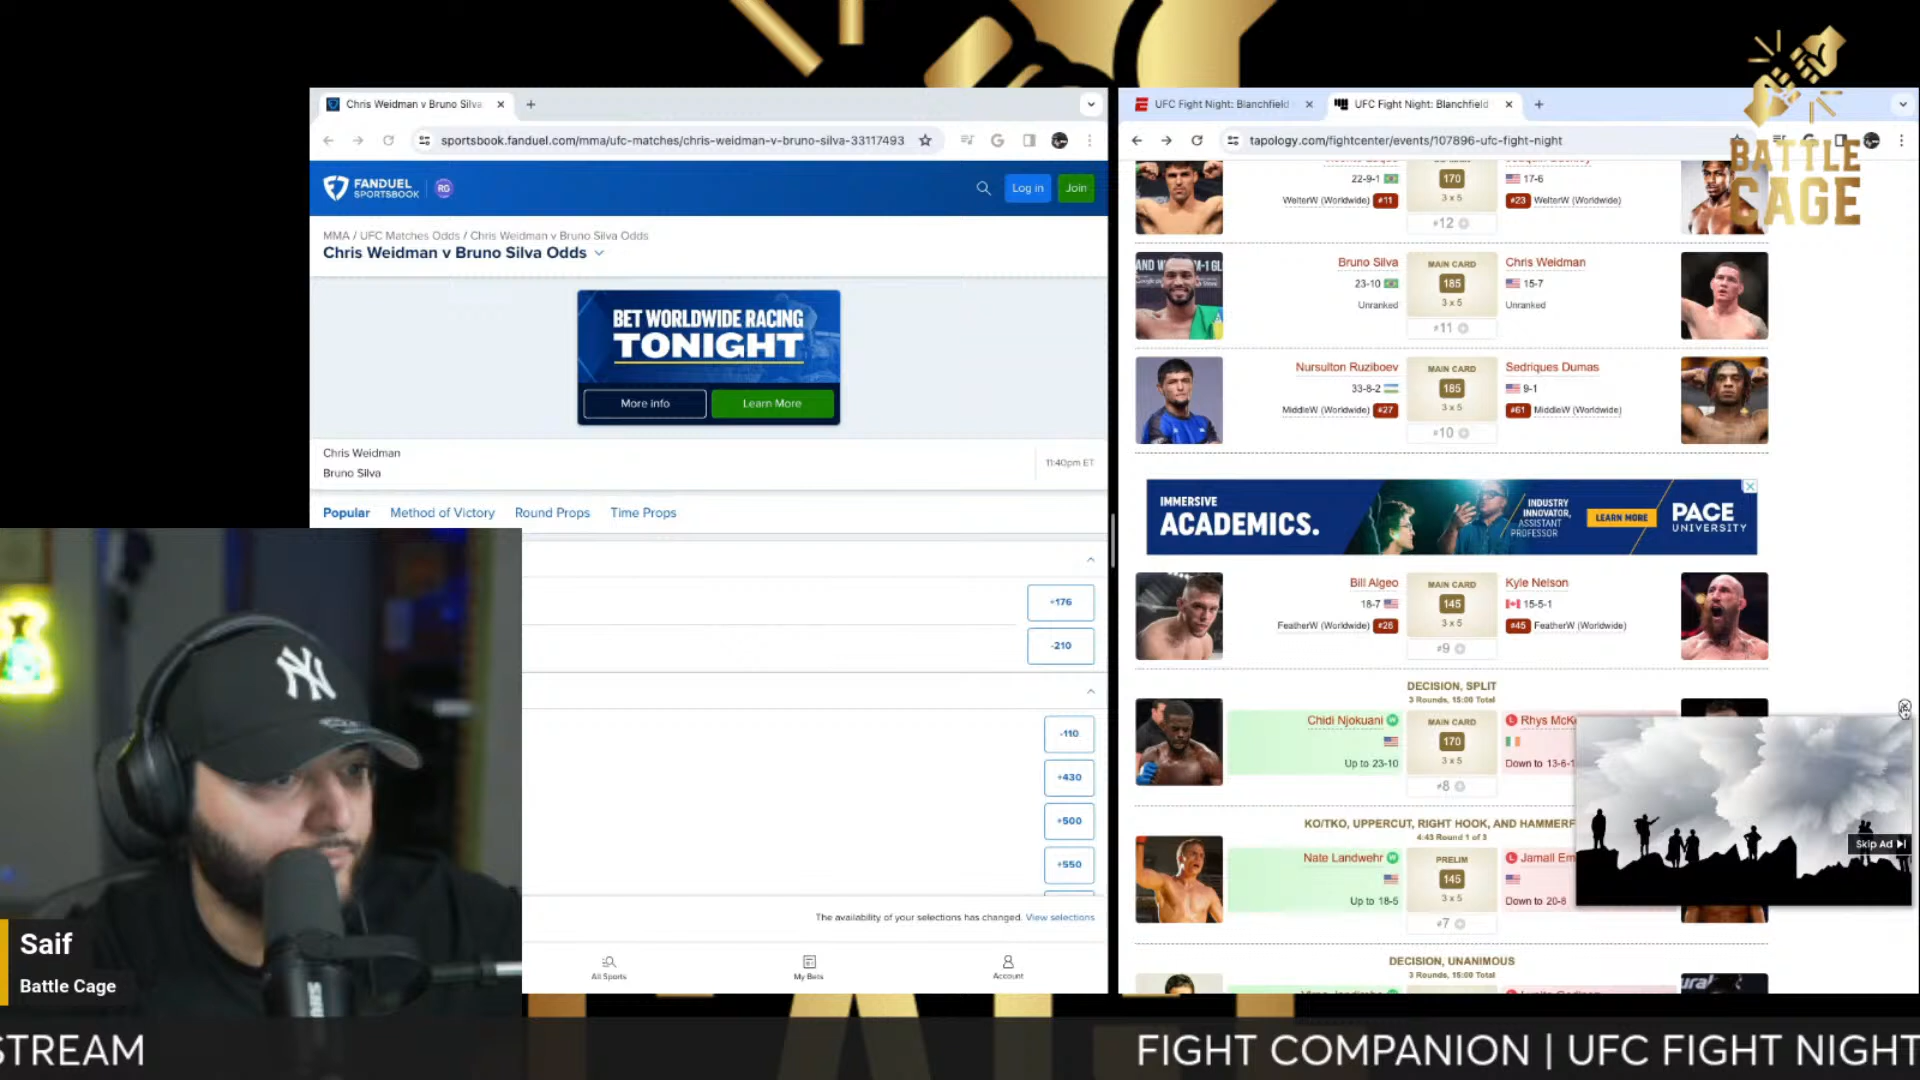 Chris Weidman v Bruno Silva
sportsbook.fanduel.com/mma/ufc-matches/chris-weidman-v-bruno-silva-33117493
FANDUEL
SPORTSBOOK
RG
Log in
Join
MMA / UFC Matches Odds / Chris Weidman v Bruno Silva Odds
Chris Weidman v Bruno Silva Odds
BET WORLDWIDE RACING
TONIGHT
More info
Learn More
Chris Weidman
Bruno Silva
11:40pm ET
Popular
Method of Victory
Round Props
Time Props
+176
-210
-110
+430
+500
+550
The availability of your selections has changed. View selections
All Sports
My Bets
Account
UFC Fight Night: Blanchfield
UFC Fight Night: Blanchfield
tapology.com/fightcenter/events/107896-ufc-fight-night
BATTLE
CAGE
22-9-1
170
17-6
WelterW (Worldwide) #11
3 x 5
#23 WelterW (Worldwide)
#12
Bruno Silva
MAIN CARD
Chris Weidman
23-10
185
15-7
Unranked
3 x 5
Unranked
#11
Nursulton Ruziboev
MAIN CARD
Sedriques Dumas
33-8-2
185
9-1
MiddleW (Worldwide) #27
3 x 5
#61 MiddleW (Worldwide)
#10
IMMERSIVE
ACADEMICS.
INDUSTRY
INNOVATOR,
ASSISTANT
PROFESSOR
LEARN MORE
PACE
UNIVERSITY
Bill Algeo
MAIN CARD
Kyle Nelson
18-7
145
15-5-1
FeatherW (Worldwide) #26
3 x 5
#45 FeatherW (Worldwide)
#9
DECISION, SPLIT
3 Rounds, 15:00 Total
Chidi Njokuani W
MAIN CARD
L Rhys McK
170
Up to 23-10
3 x 5
Down to 13-6-1
#8
KO/TKO, UPPERCUT, RIGHT HOOK, AND HAMMERF
4:43 Round 1 of 3
Nate Landwehr W
PRELIM
L Jamall Em
145
Up to 18-5
3 x 5
Down to 20-8
#7
Skip Ad
DECISION, UNANIMOUS
3 Rounds, 15:00 Total
NY
Saif
Battle Cage
STREAM
FIGHT COMPANION | UFC FIGHT NIGHT